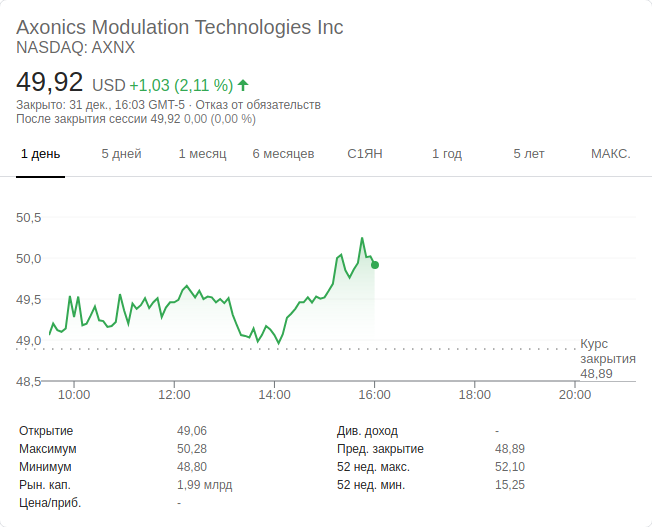 Axonics Modulation Technologies Inc
NASDAQ: AXNX
49,92 USD +1,03 (2,11 %)
Закрыто: 31 дек., 16:03 GMT-5 · Отказ от обязательств
После закрытия сессии 49,92 0,00 (0,00 %)
1 день 5 дней 1 месяц 6 месяцев С1ЯН 1 год 5 лет МАКС.
50,5
50,0
49,5
49,0
48,5
Курс
закрытия
48,89
10:00 12:00 14:00 16:00 18:00 20:00
Открытие 49,06 Див. доход -
Максимум 50,28 Пред. закрытие 48,89
Минимум 48,80 52 нед. макс. 52,10
Рын. кап. 1,99 млрд 52 нед. мин. 15,25
Цена/приб. -